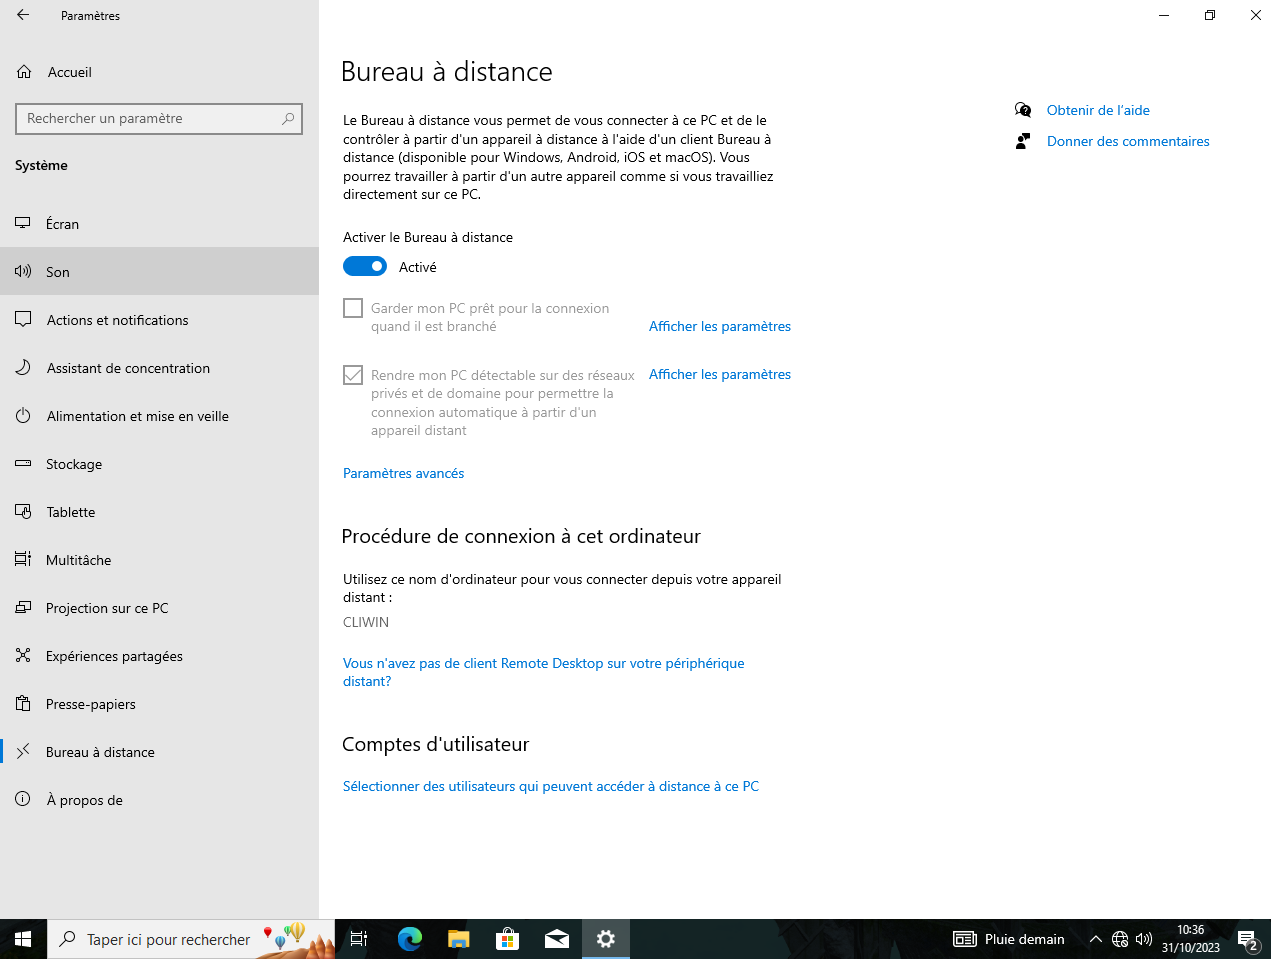 Paramètres
Accueil
Rechercher un paramètre
Système
Écran
Son
Actions et notifications
Assistant de concentration
Alimentation et mise en veille
Stockage
Tablette
Multitâche
Projection sur ce PC
Expériences partagées
Presse-papiers
Bureau à distance
À propos de
Bureau à distance
Le Bureau à distance vous permet de vous connecter à ce PC et de le
contrôler à partir d'un appareil à distance à l'aide d'un client Bureau à
distance (disponible pour Windows, Android, iOS et macOS). Vous
pourrez travailler à partir d'un autre appareil comme si vous travailliez
directement sur ce PC.
Activer le Bureau à distance
Activé
Garder mon PC prêt pour la connexion
quand il est branché
Afficher les paramètres
Rendre mon PC détectable sur des réseaux
privés et de domaine pour permettre la
connexion automatique à partir d'un
appareil distant
Afficher les paramètres
Paramètres avancés
Procédure de connexion à cet ordinateur
Utilisez ce nom d'ordinateur pour vous connecter depuis votre appareil
distant :
CLIWIN
Vous n'avez pas de client Remote Desktop sur votre périphérique
distant?
Comptes d'utilisateur
Sélectionner des utilisateurs qui peuvent accéder à distance à ce PC
Obtenir de l'aide
Donner des commentaires
Taper ici pour rechercher
Pluie demain
10:36
31/10/2023
2